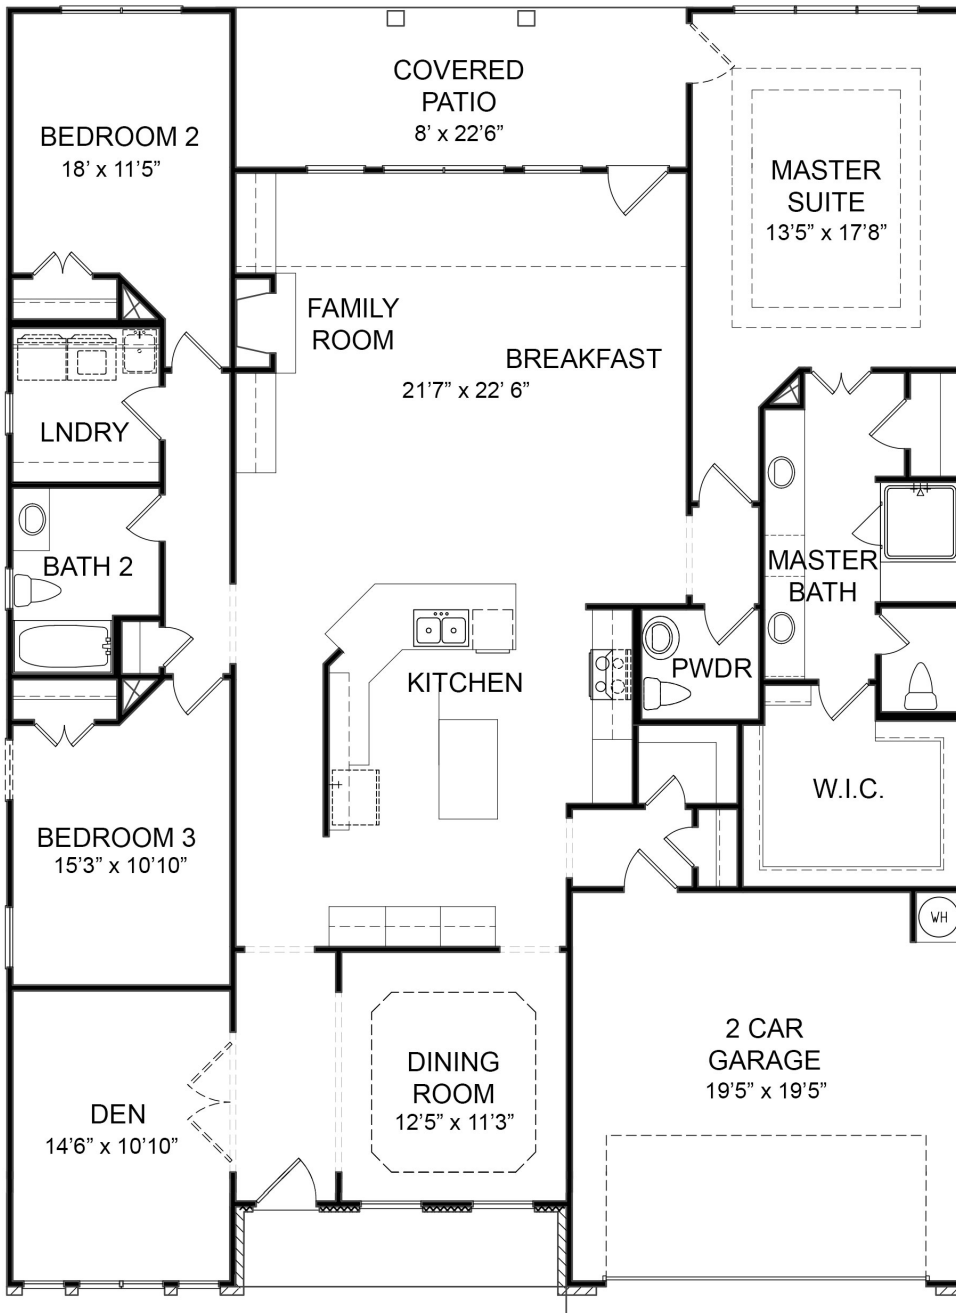 COVERED
PATIO
8’ x 22’6”
BEDROOM 2
18’ x 11’5”
MASTER
SUITE
13’5” x 17’8”
FAMILY
ROOM
BREAKFAST
21’7” x 22’ 6”
LNDRY
BATH 2
MASTER
BATH
KITCHEN
PWDR
W.I.C.
BEDROOM 3
15’3” x 10’10”
WH
2 CAR
GARAGE
19’5” x 19’5”
DINING
ROOM
12’5” x 11’3”
DEN
14’6” x 10’10”